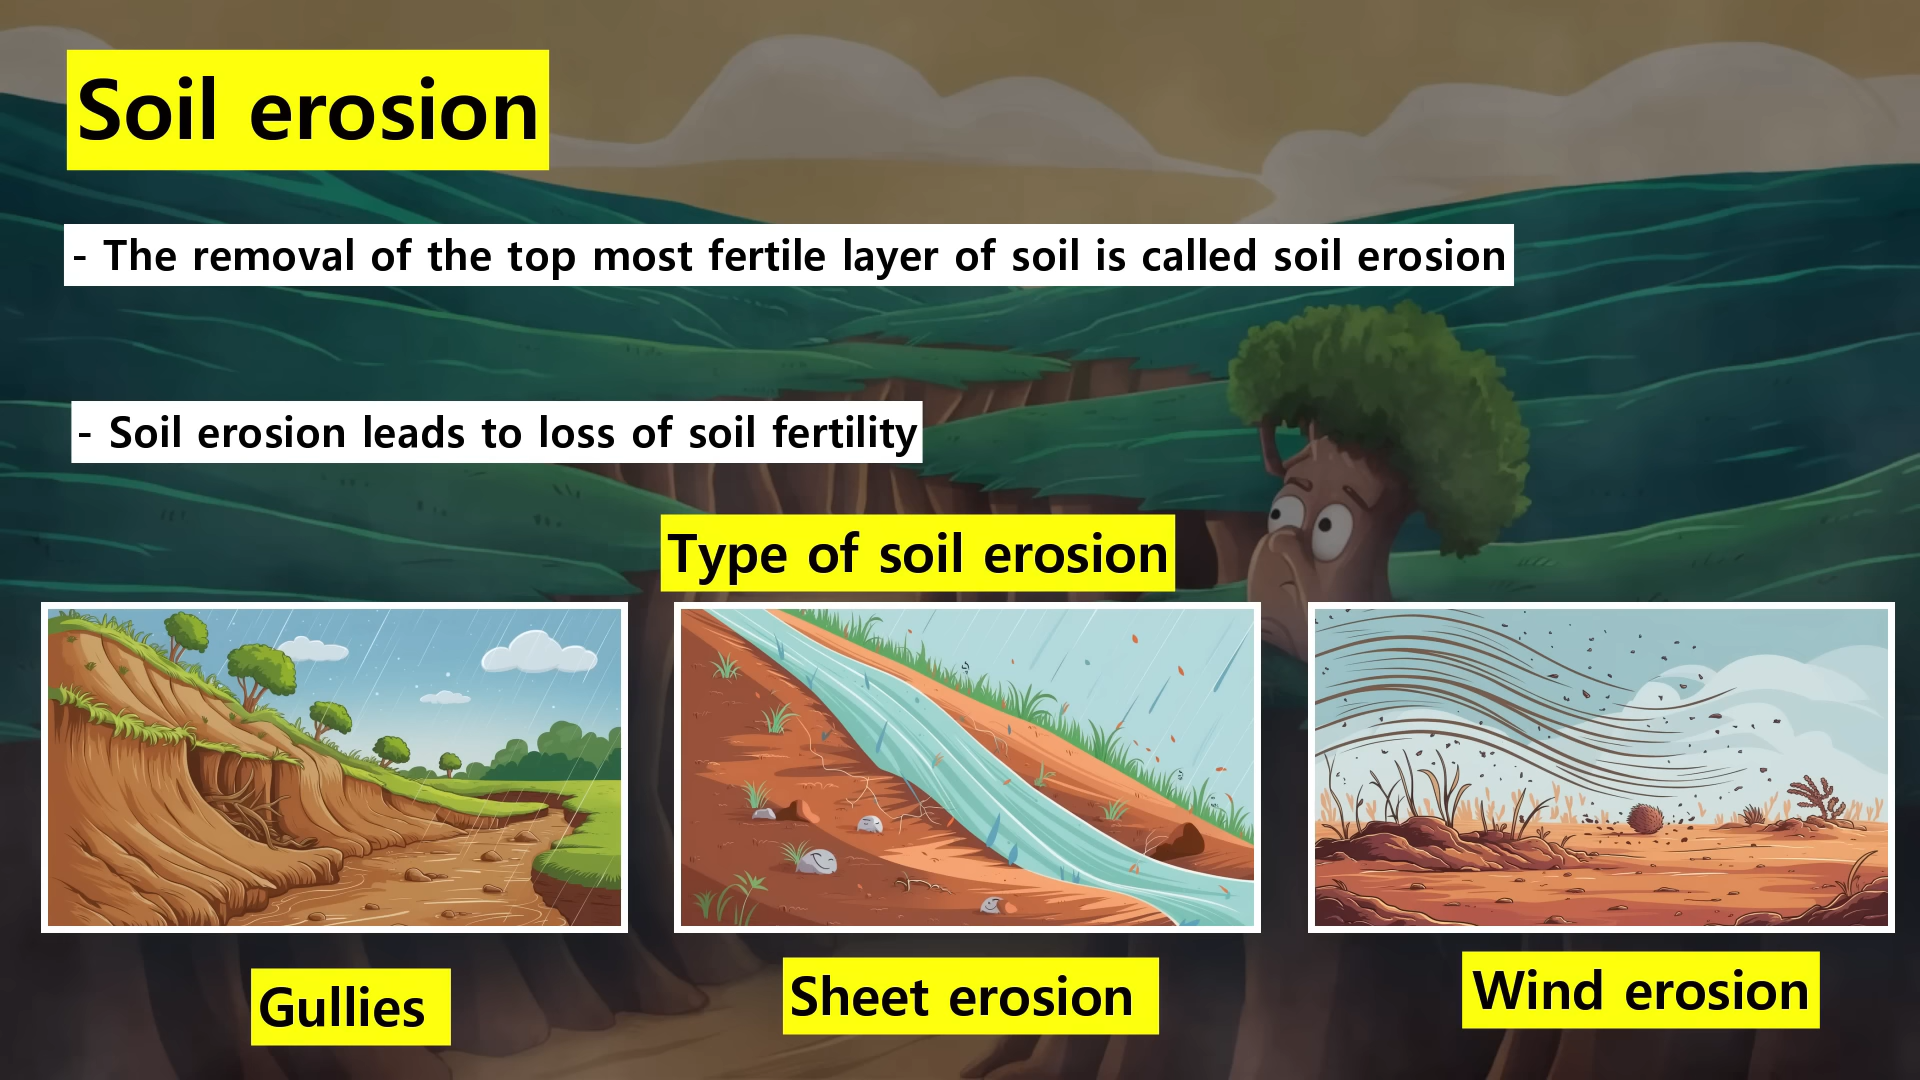 Soil erosion
- The removal of the top most fertile layer of soil is called soil erosion
- Soil erosion leads to loss of soil fertility
Type of soil erosion
Gullies
Sheet erosion
Wind erosion